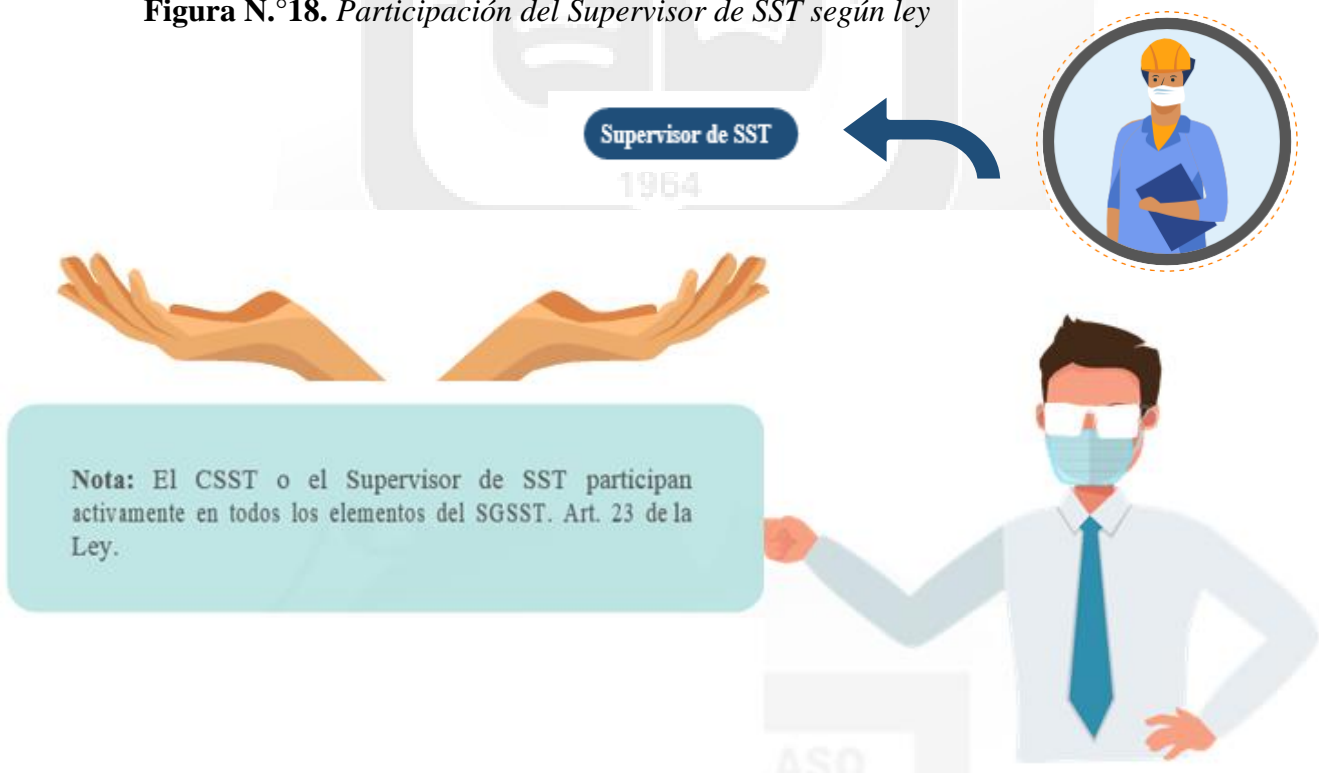 Figura N.°18. Participación del Supervisor de SST según ley
Supervisor de SST
1964
Nota: El CSST o el Supervisor de SST participan
activamente en todos los elementos del SGSST. Art. 23 de la
Ley.
ASO